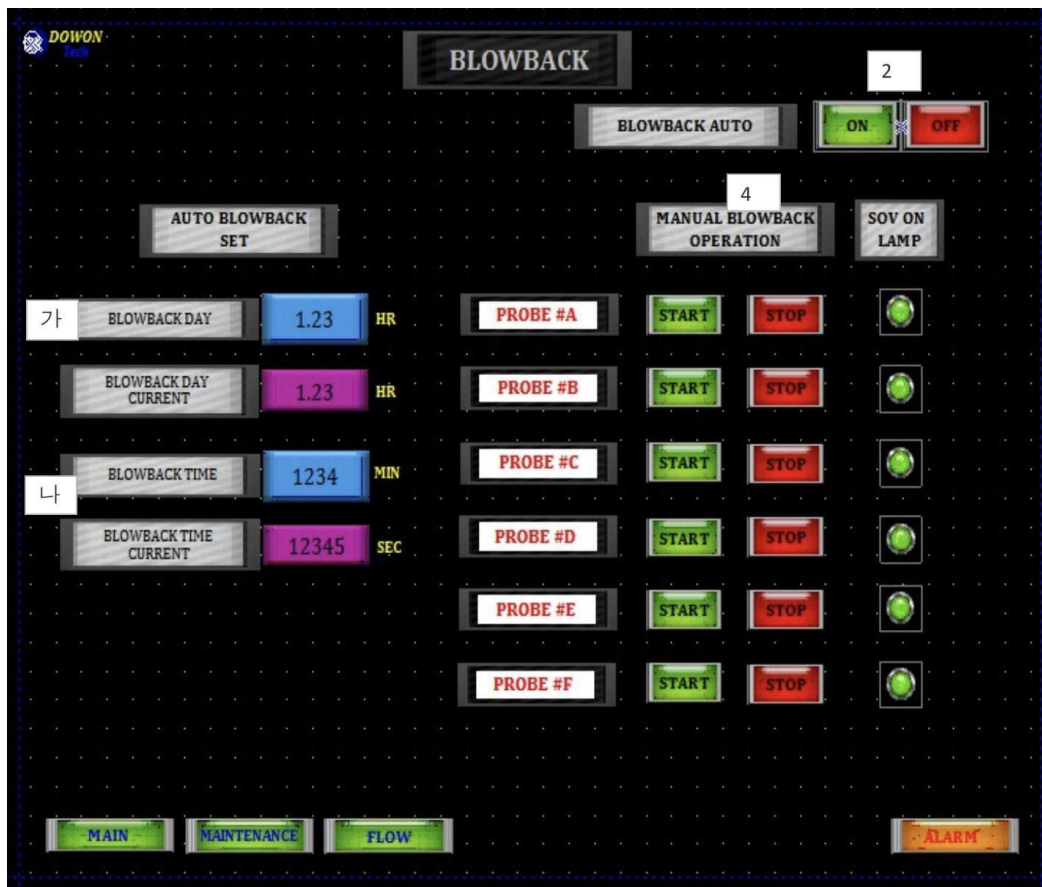 DOWON
Tech
BLOWBACK
2
BLOWBACK AUTO
ON
OFF
4
AUTO BLOWBACK
SET
MANUAL BLOWBACK
OPERATION
SOV ON
LAMP
가
BLOWBACK DAY
1.23
HR
PROBE #A
START
STOP
BLOWBACK DAY
CURRENT
1.23
HR
PROBE #B
START
STOP
나
BLOWBACK TIME
1234
MIN
PROBE #C
START
STOP
BLOWBACK TIME
CURRENT
12345
SEC
PROBE #D
START
STOP
PROBE #E
START
STOP
PROBE #F
START
STOP
MAIN
MAINTENANCE
FLOW
ALARM